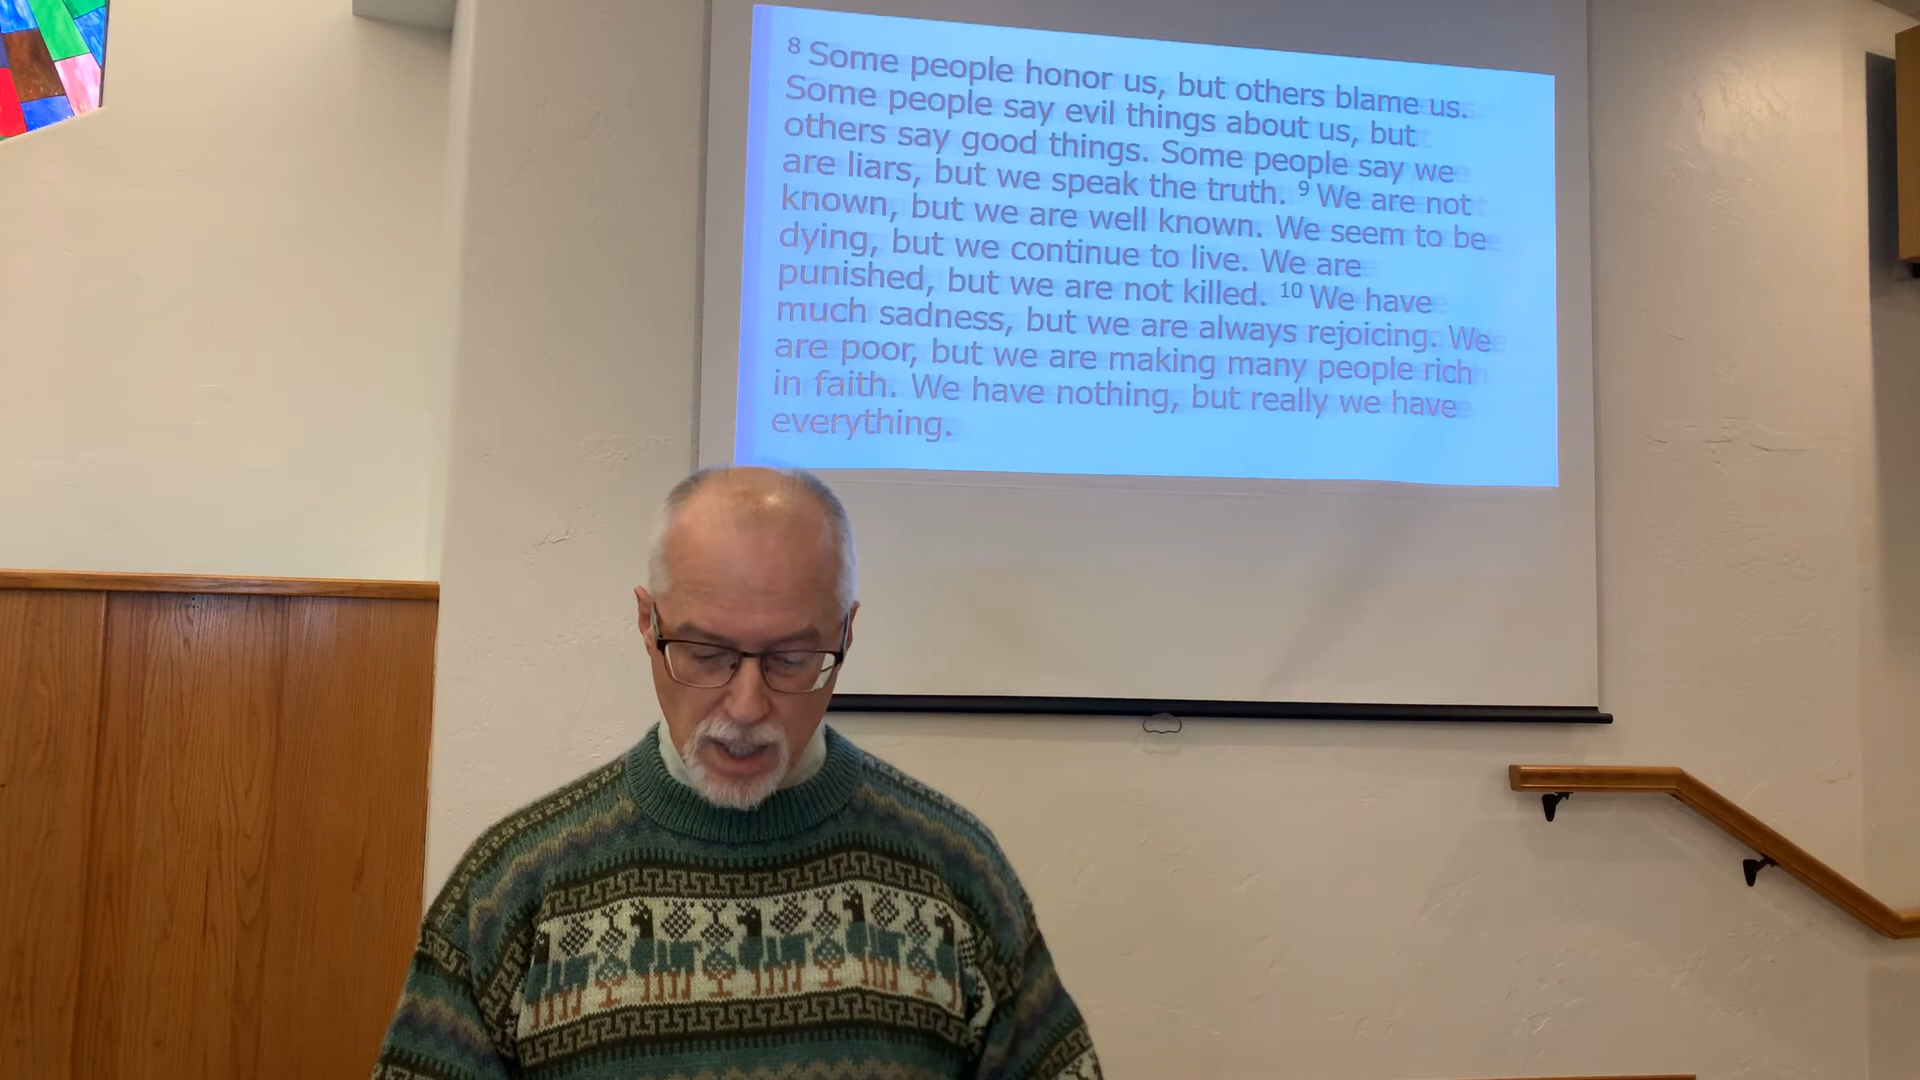 8 Some people honor us, but others blame us.
Some people say evil things about us, but
others say good things. Some people say we
are liars, but we speak the truth. 9 We are not
known, but we are well known. We seem to be
dying, but we continue to live. We are
punished, but we are not killed. 10 We have
much sadness, but we are always rejoicing. We
are poor, but we are making many people rich
in faith. We have nothing, but really we have
everything.